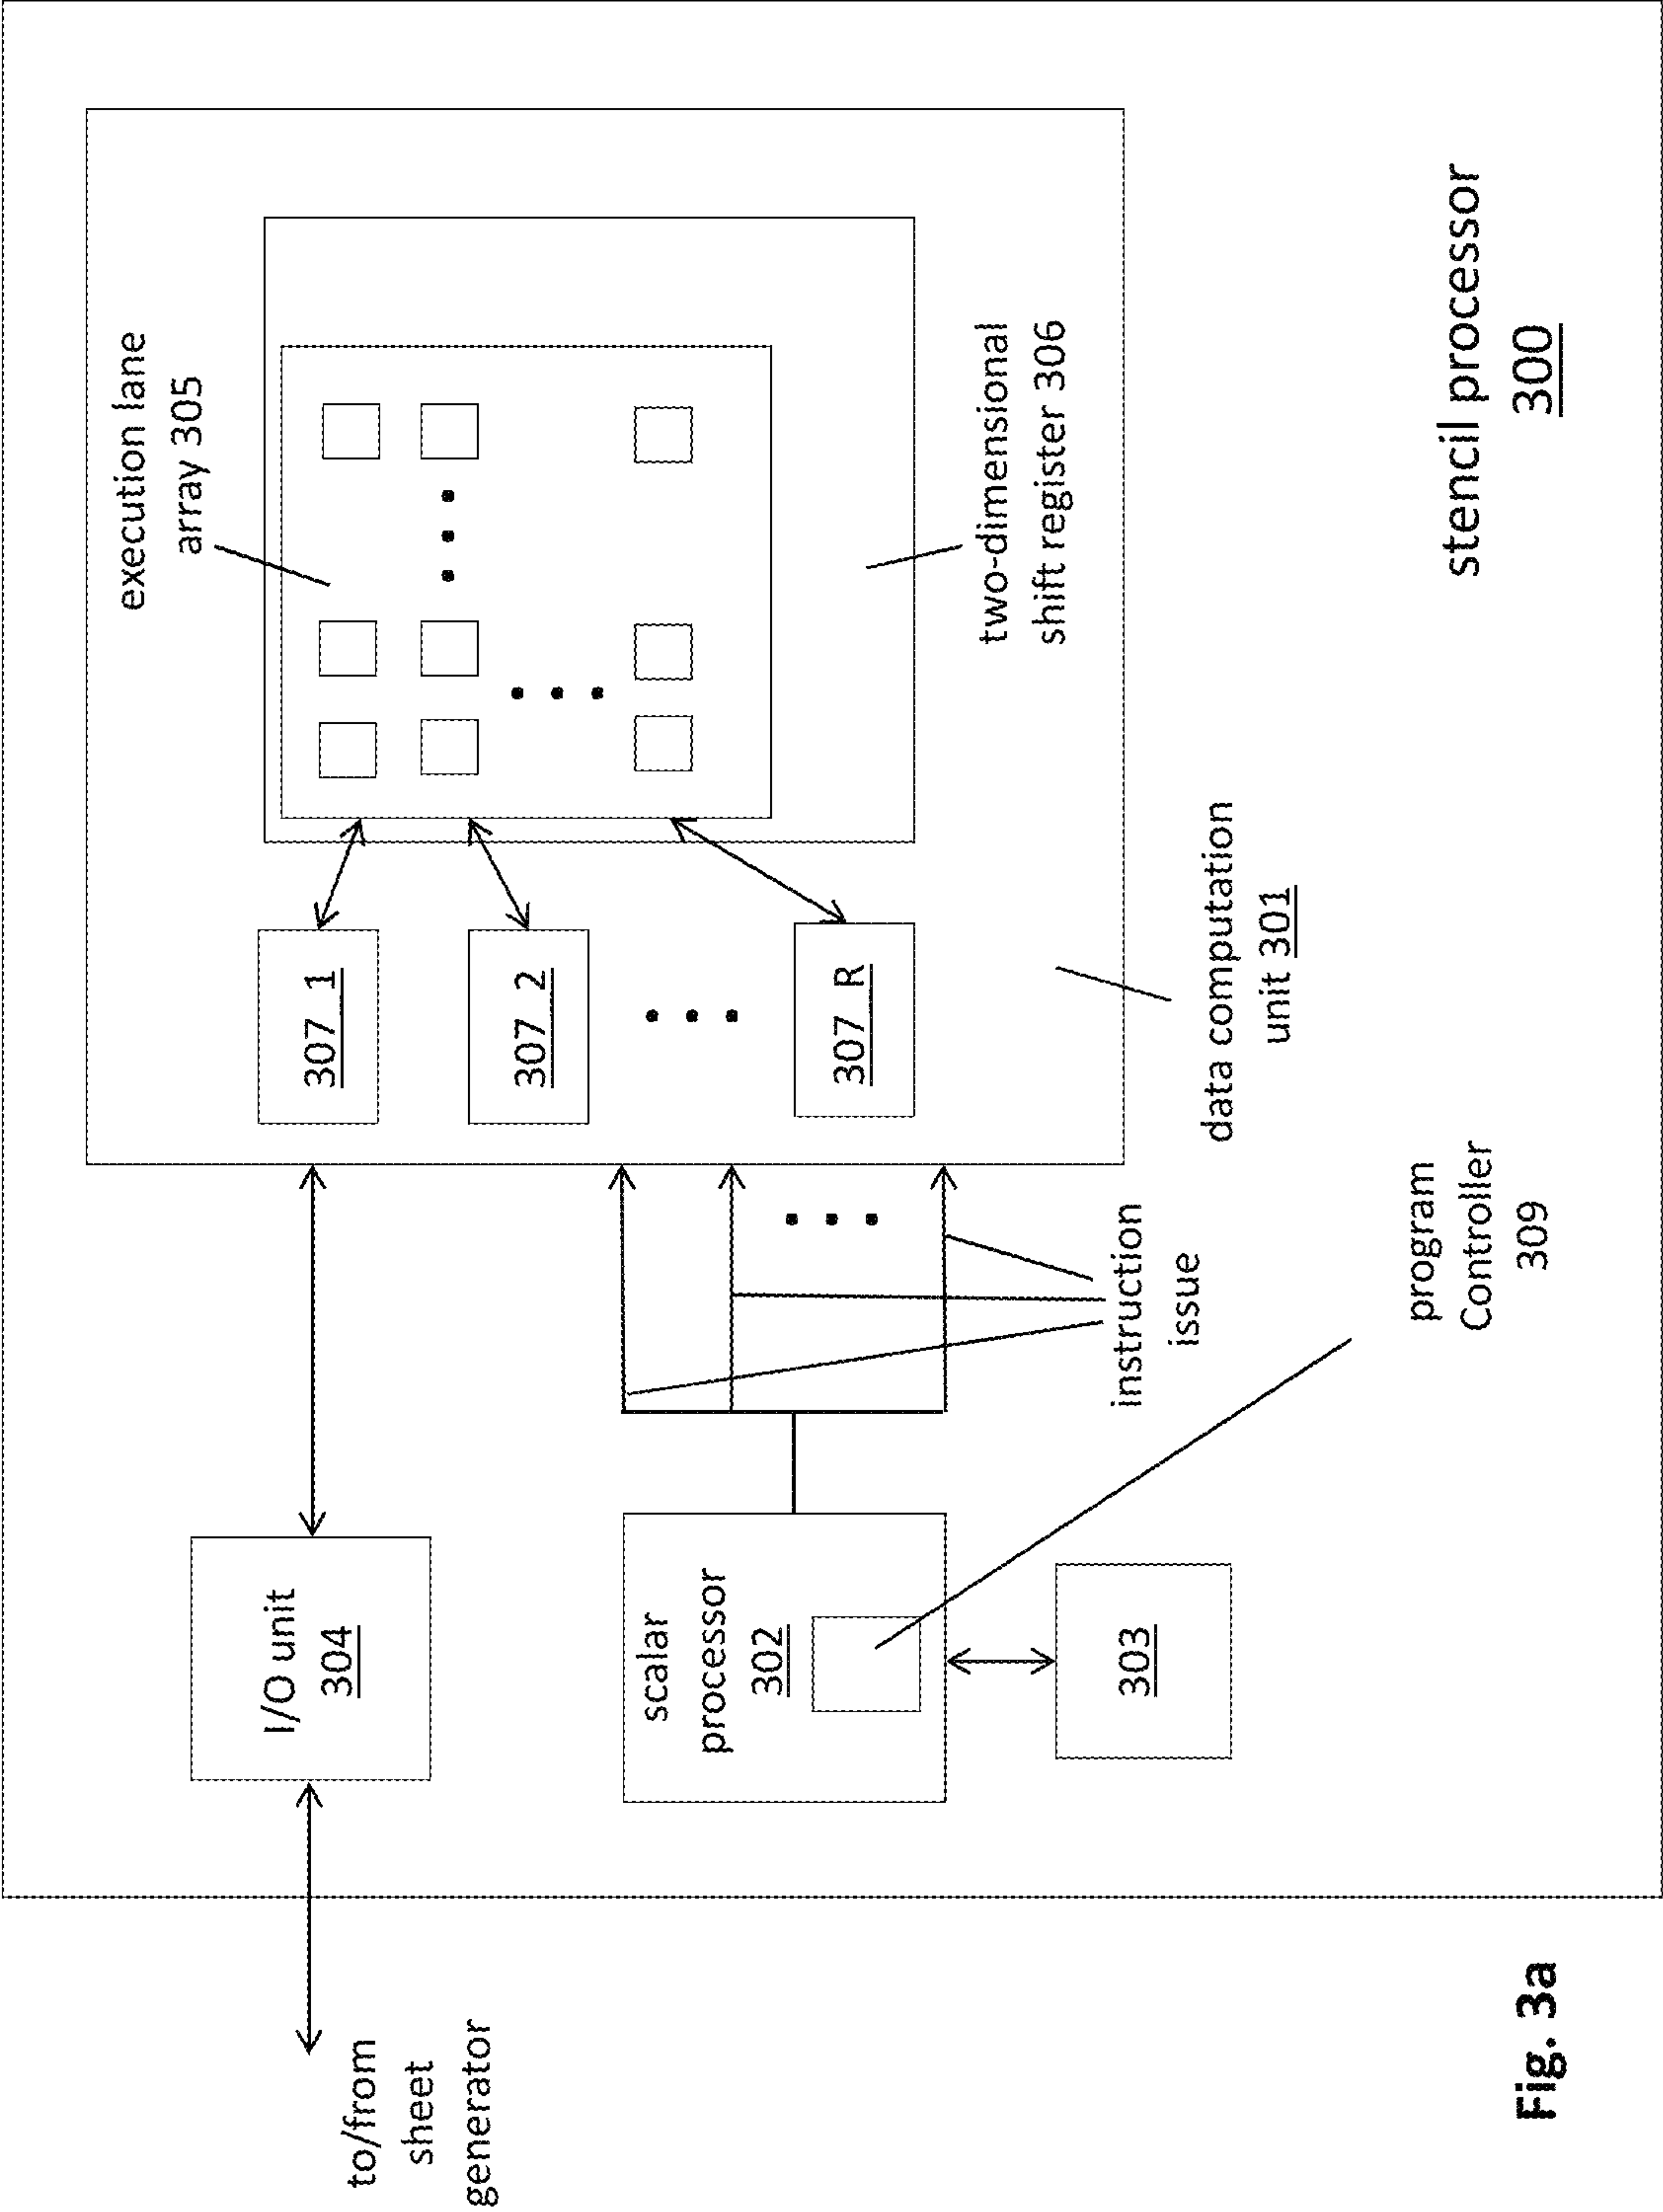 execution lane
array 305
307_1
307_2
307_R
two-dimensional
shift register 306
data computation
unit 301
to/from
sheet
generator
I/O unit
304
scalar
processor
302
303
instruction
issue
program
Controller
309
stencil processor
300
Fig. 3a